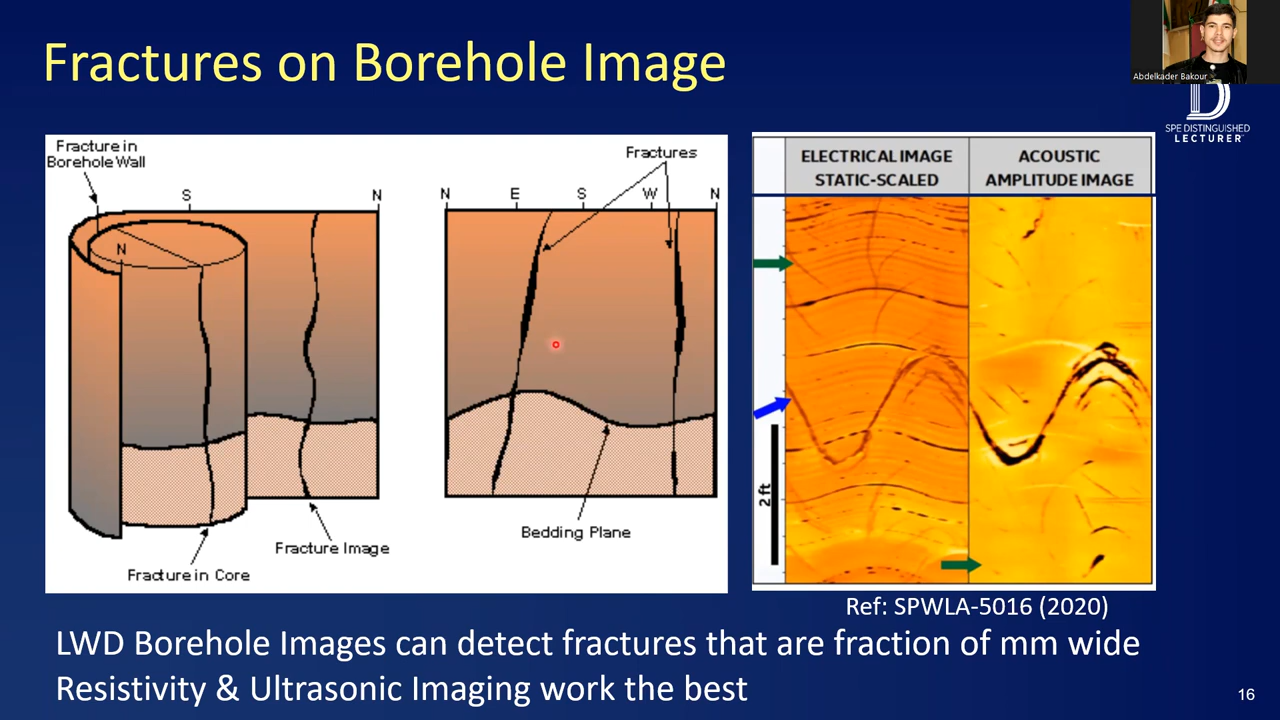 Fractures on Borehole Image
Abdelkader Bakour
SPE DISTINGUISHED
LECTURER
Fracture in
Borehole Wall
S
N
N
Fracture Image
Fracture in Core
Fractures
N
E
S
W
N
Bedding Plane
ELECTRICAL IMAGE
STATIC-SCALED
ACOUSTIC
AMPLITUDE IMAGE
2 ft
Ref: SPWLA-5016 (2020)
LWD Borehole Images can detect fractures that are fraction of mm wide
Resistivity & Ultrasonic Imaging work the best
16